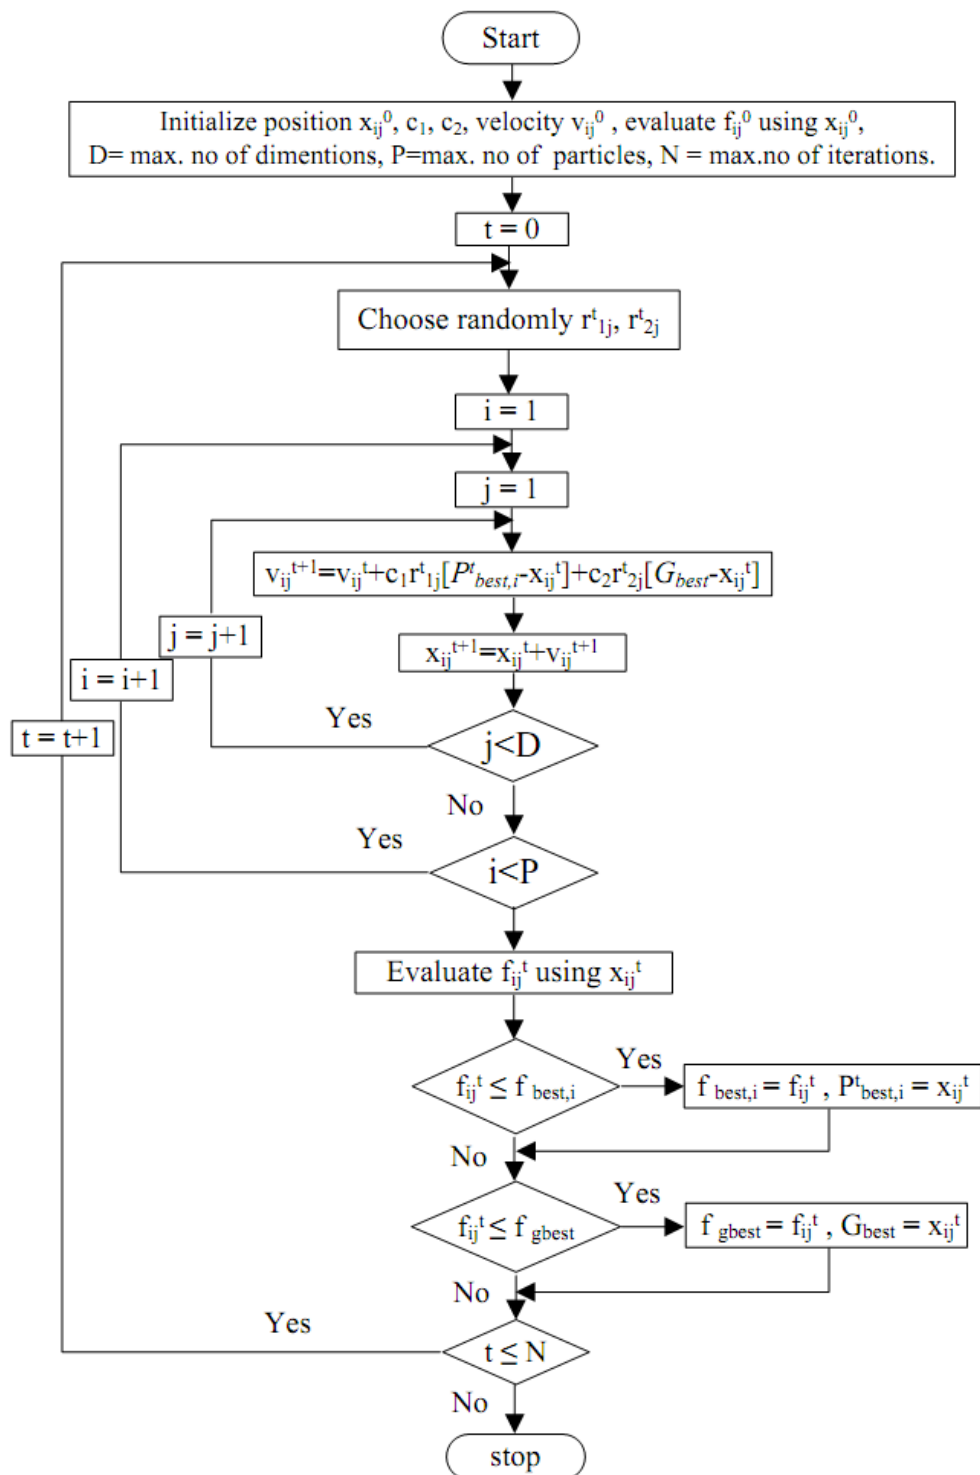 Start
Initialize position xᵢⱼ⁰, c₁, c₂, velocity vᵢⱼ⁰ , evaluate fᵢⱼ⁰ using xᵢⱼ⁰,
D= max. no of dimentions, P=max. no of particles, N = max.no of iterations.
t = 0
Choose randomly rᵗ₁ⱼ, rᵗ₂ⱼ
i = 1
j = 1
vᵢⱼᵗ⁺¹=vᵢⱼᵗ+c₁rᵗ₁ⱼ[Pᵗbest,i-xᵢⱼᵗ]+c₂rᵗ₂ⱼ[Gbest-xᵢⱼᵗ]
j = j+1
xᵢⱼᵗ⁺¹=xᵢⱼᵗ+vᵢⱼᵗ⁺¹
i = i+1
t = t+1
Yes
j<D
No
Yes
i<P
Evaluate fᵢⱼᵗ using xᵢⱼᵗ
Yes
fᵢⱼᵗ ≤ f best,i
f best,i = fᵢⱼᵗ , Pᵗbest,i = xᵢⱼᵗ
No
Yes
fᵢⱼᵗ ≤ f gbest
f gbest = fᵢⱼᵗ , Gbest = xᵢⱼᵗ
No
Yes
t ≤ N
No
stop